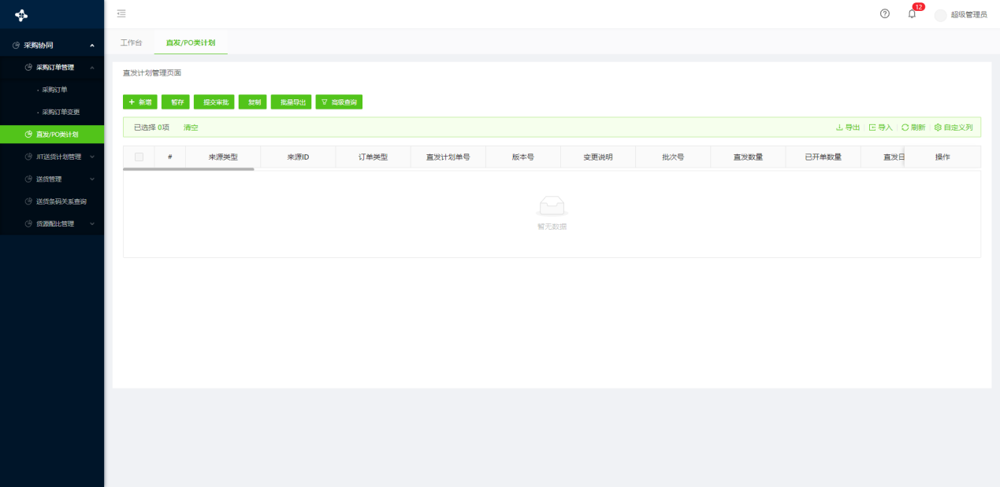 12
超级管理员
采购协同
采购订单管理
· 采购订单
· 采购订单变更
直发/PO类计划
JIT送货计划管理
送货管理
送货条码关系查询
货源配比管理
工作台 直发/PO类计划
直发计划管理页面
新增 暂存 提交审批 复制 批量导出 高级查询
已选择 0项 清空 导出 导入 刷新 自定义列
# 来源类型 来源ID 订单类型 直发计划单号 版本号 变更说明 批次号 直发数量 已开单数量 直发日 操作
暂无数据